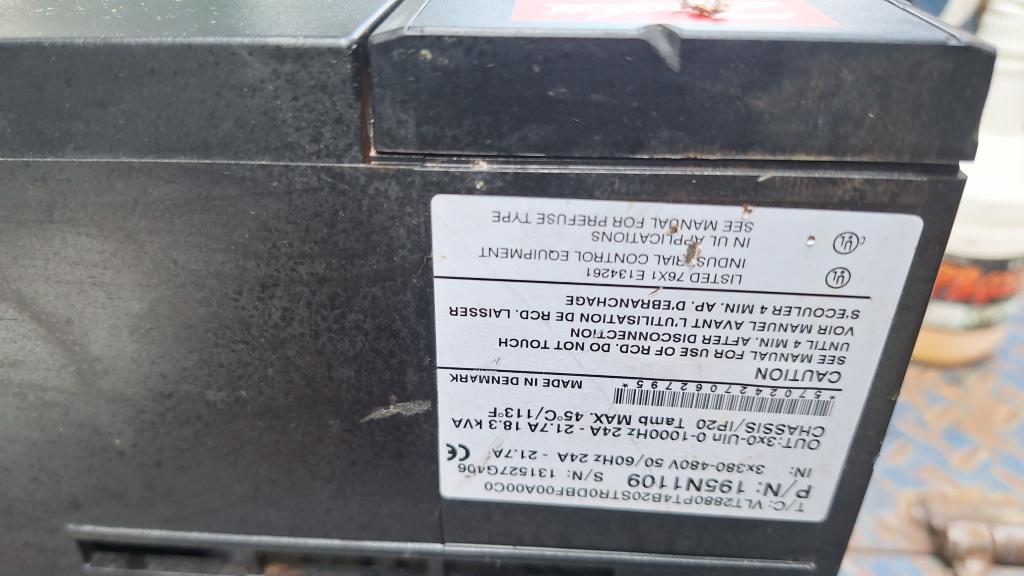 T/C: VLT2880PT4B20STR0DBF00A00C0
P/N: 195N1109 S/N: 131527G406
IN: 3x380-480V 50/60Hz 24A - 21.7A
OUT: 3x0-Uin 0-1000Hz 24A - 21.7A 18.3 kVA
CHASSIS/IP20 Tamb MAX. 45°C/113°F
*5702427062795* MADE IN DENMARK
CAUTION
SEE MANUAL FOR USE OF RCD. DO NOT TOUCH
UNTIL 4 MIN. AFTER DISCONNECTION
VOIR MANUEL AVANT L'UTILISATION DE RCD. LAISSER
S'ECOULER 4 MIN. AP. D'EBRANCHAGE
LISTED 76X1 E134261
INDUSTRIAL CONTROL EQUIPMENT
IN UL APPLICATIONS
SEE MANUAL FOR PREFUSE TYPE